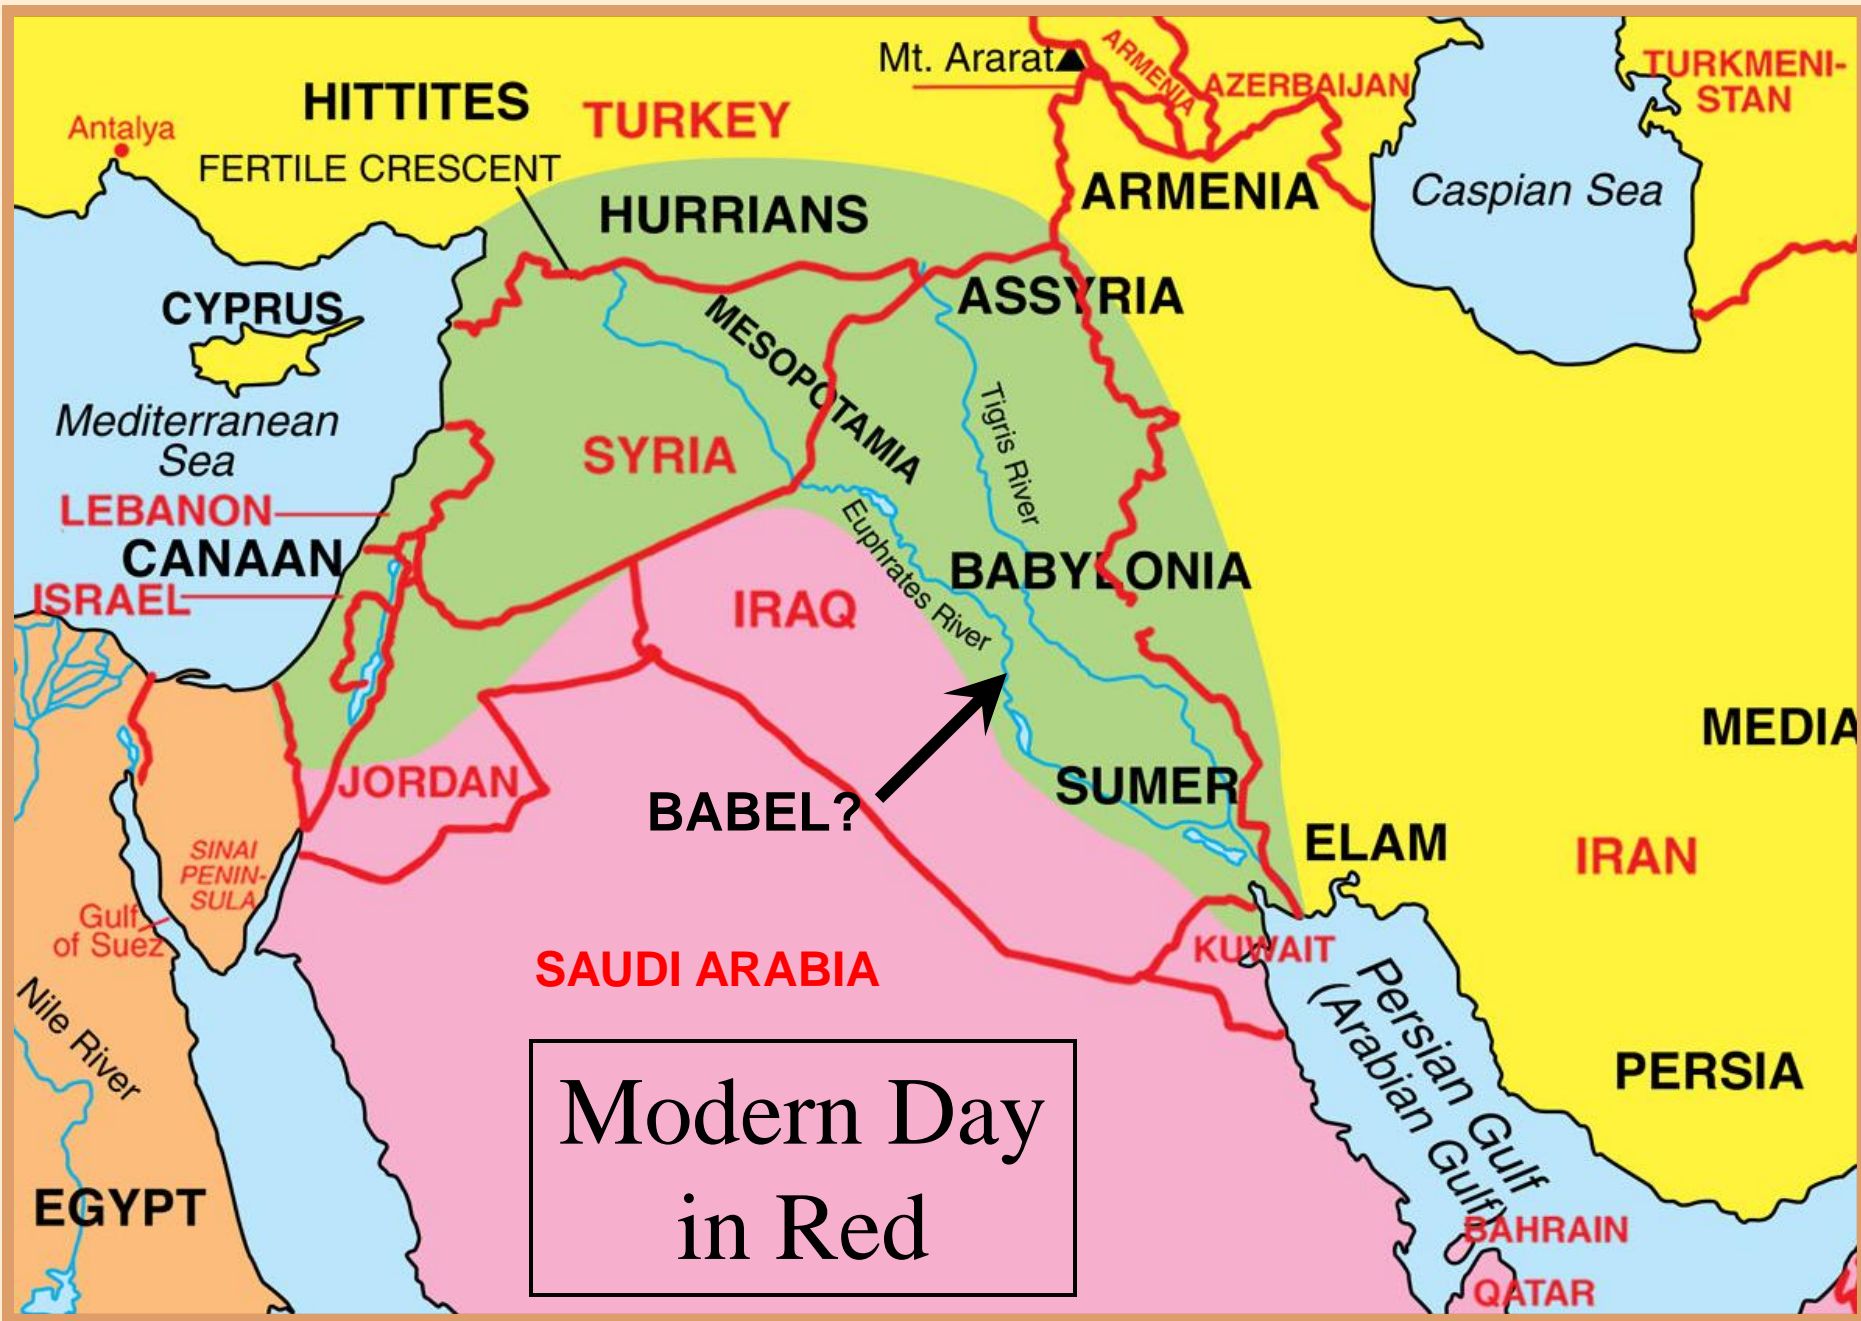 Mt. Ararat
ARMENIA
AZERBAIJAN
TURKMENI-
STAN
HITTITES
TURKEY
Antalya
FERTILE CRESCENT
HURRIANS
ARMENIA
Caspian Sea
CYPRUS
ASSYRIA
MESOPOTAMIA
Mediterranean
Sea
SYRIA
Tigris River
LEBANON
CANAAN
ISRAEL
Euphrates River
BABYLONIA
IRAQ
MEDIA
JORDAN
BABEL?
SUMER
ELAM
IRAN
SINAI
PENIN-
SULA
Gulf
of Suez
SAUDI ARABIA
KUWAIT
Nile River
Persian Gulf
(Arabian Gulf)
PERSIA
Modern Day
in Red
EGYPT
BAHRAIN
QATAR